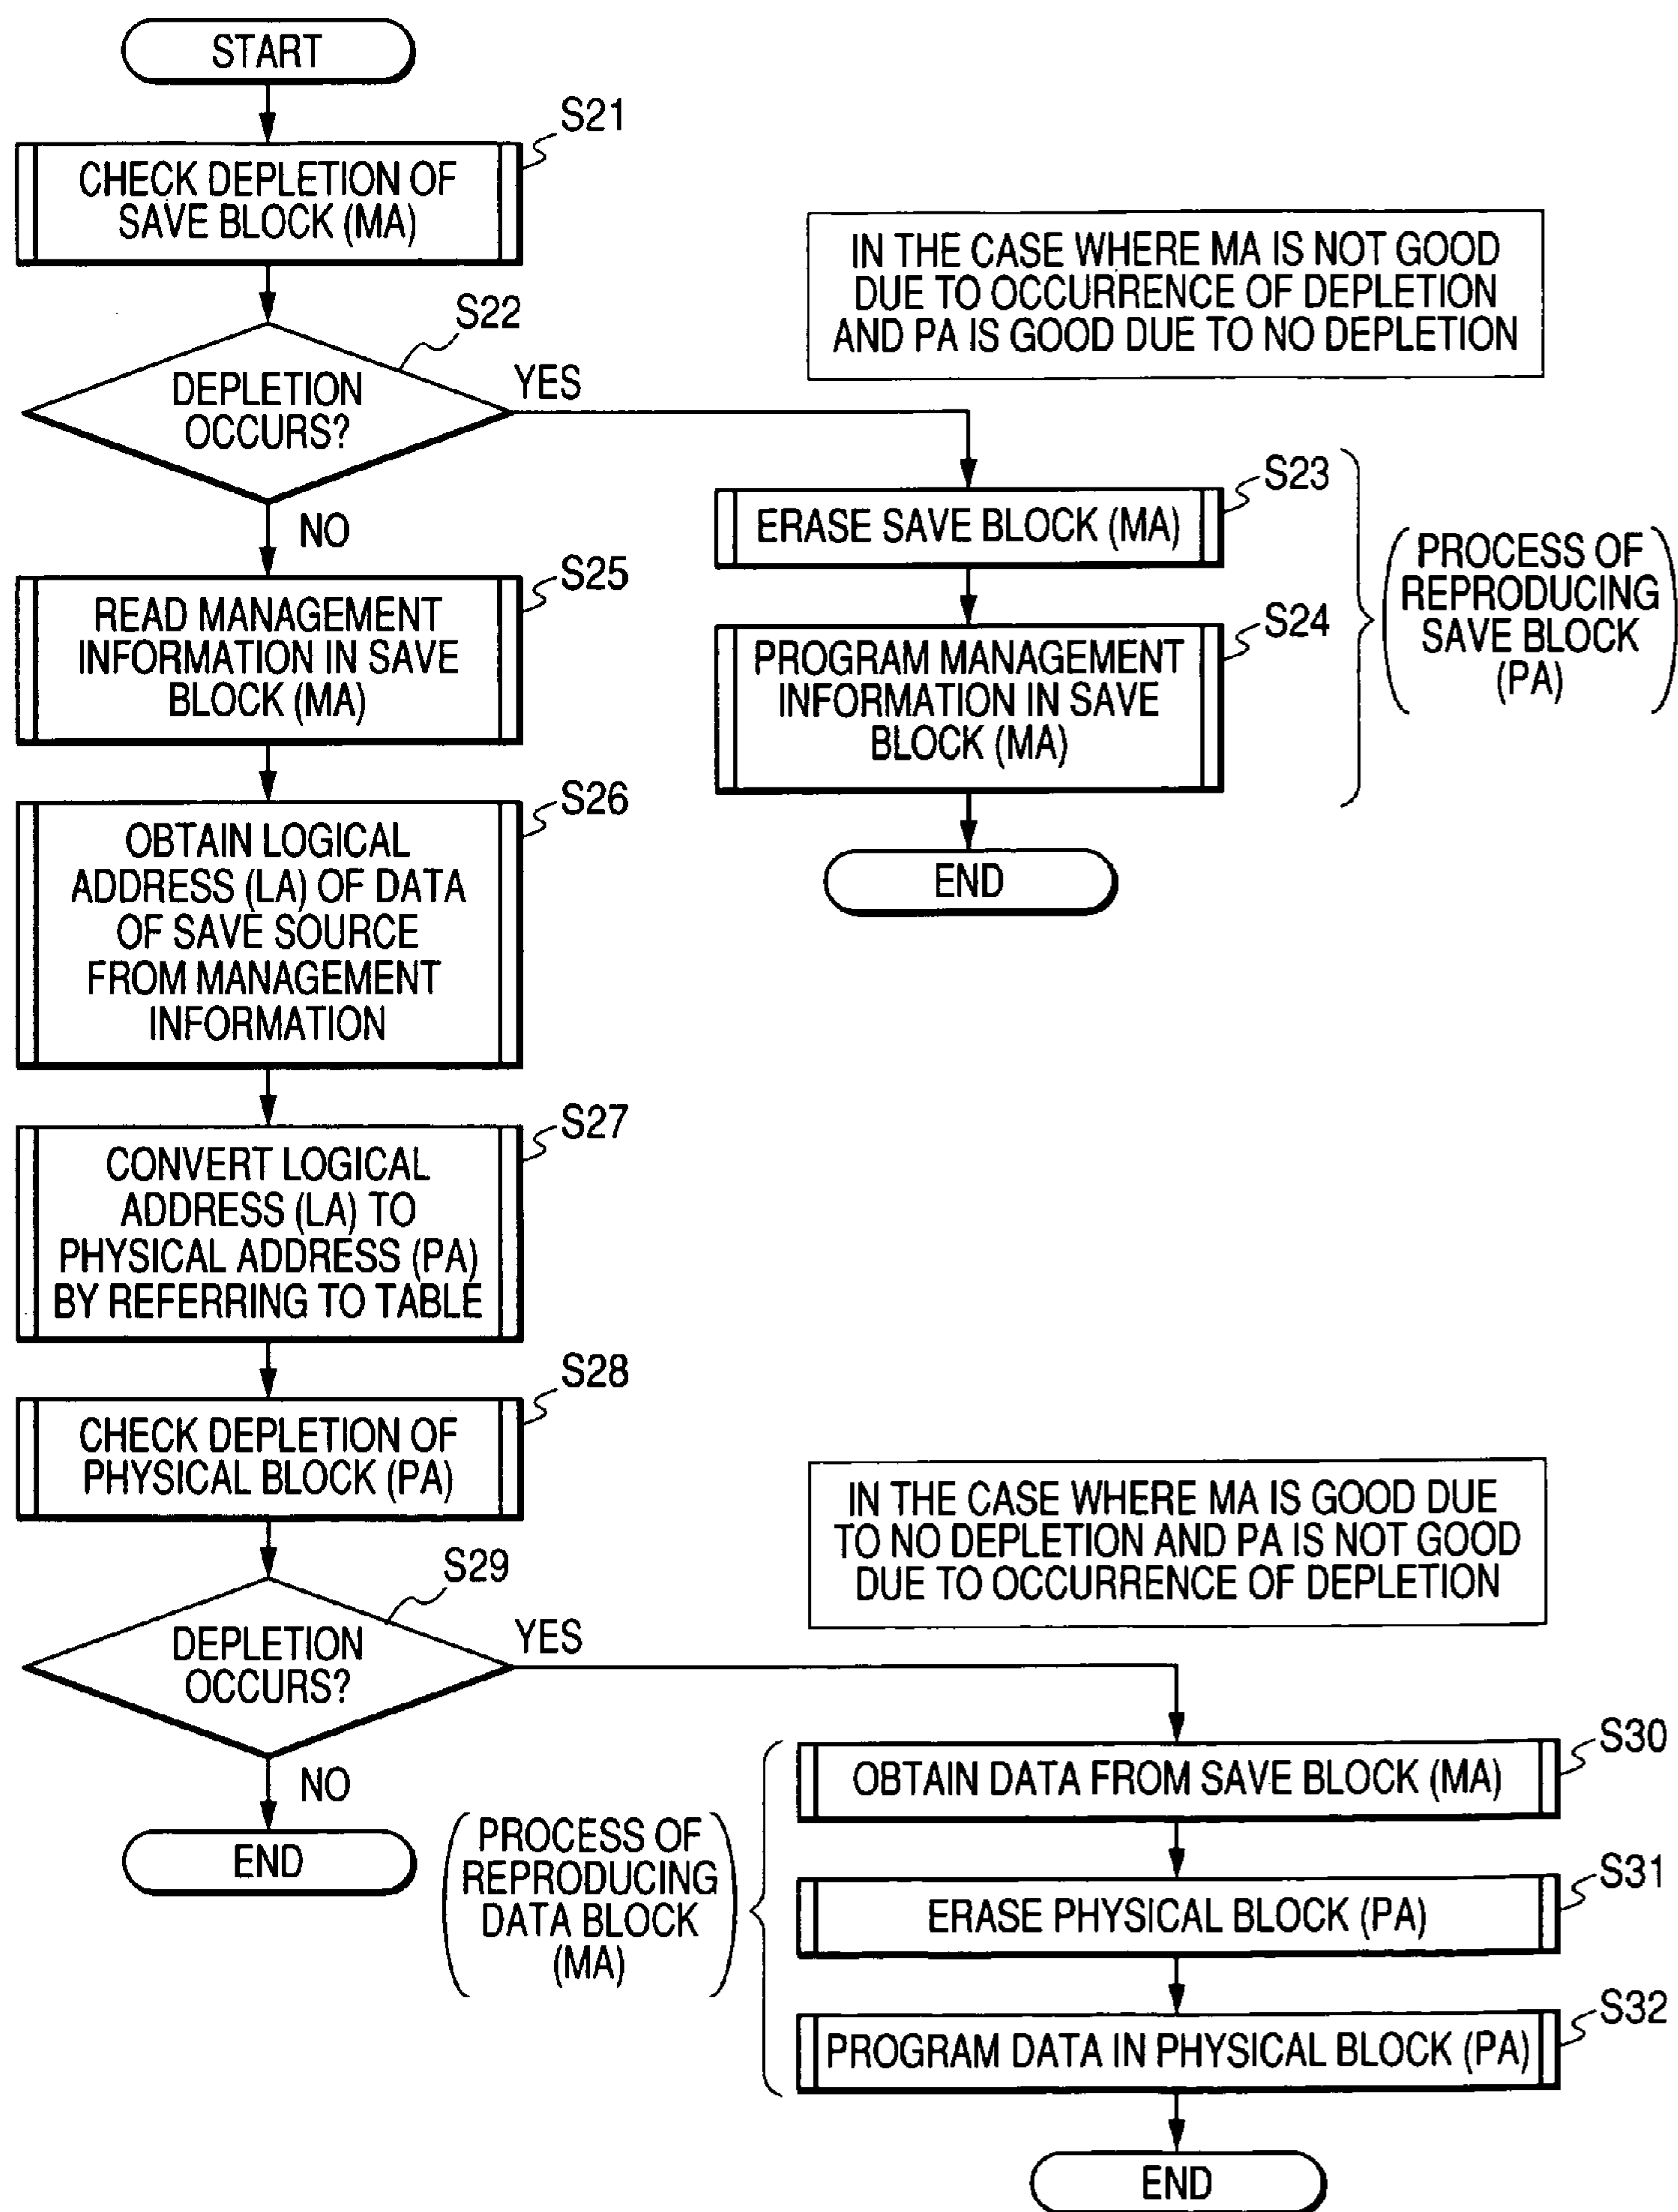 START
S21
CHECK DEPLETION OF
SAVE BLOCK (MA)
S22
DEPLETION
OCCURS?
YES
NO
IN THE CASE WHERE MA IS NOT GOOD
DUE TO OCCURRENCE OF DEPLETION
AND PA IS GOOD DUE TO NO DEPLETION
S23
ERASE SAVE BLOCK (MA)
S24
PROGRAM MANAGEMENT
INFORMATION IN SAVE
BLOCK (MA)
PROCESS OF
REPRODUCING
SAVE BLOCK
(PA)
END
S25
READ MANAGEMENT
INFORMATION IN SAVE
BLOCK (MA)
S26
OBTAIN LOGICAL
ADDRESS (LA) OF DATA
OF SAVE SOURCE
FROM MANAGEMENT
INFORMATION
S27
CONVERT LOGICAL
ADDRESS (LA) TO
PHYSICAL ADDRESS (PA)
BY REFERRING TO TABLE
S28
CHECK DEPLETION OF
PHYSICAL BLOCK (PA)
S29
DEPLETION
OCCURS?
YES
NO
END
IN THE CASE WHERE MA IS GOOD DUE
TO NO DEPLETION AND PA IS NOT GOOD
DUE TO OCCURRENCE OF DEPLETION
PROCESS OF
REPRODUCING
DATA BLOCK
(MA)
S30
OBTAIN DATA FROM SAVE BLOCK (MA)
S31
ERASE PHYSICAL BLOCK (PA)
S32
PROGRAM DATA IN PHYSICAL BLOCK (PA)
END